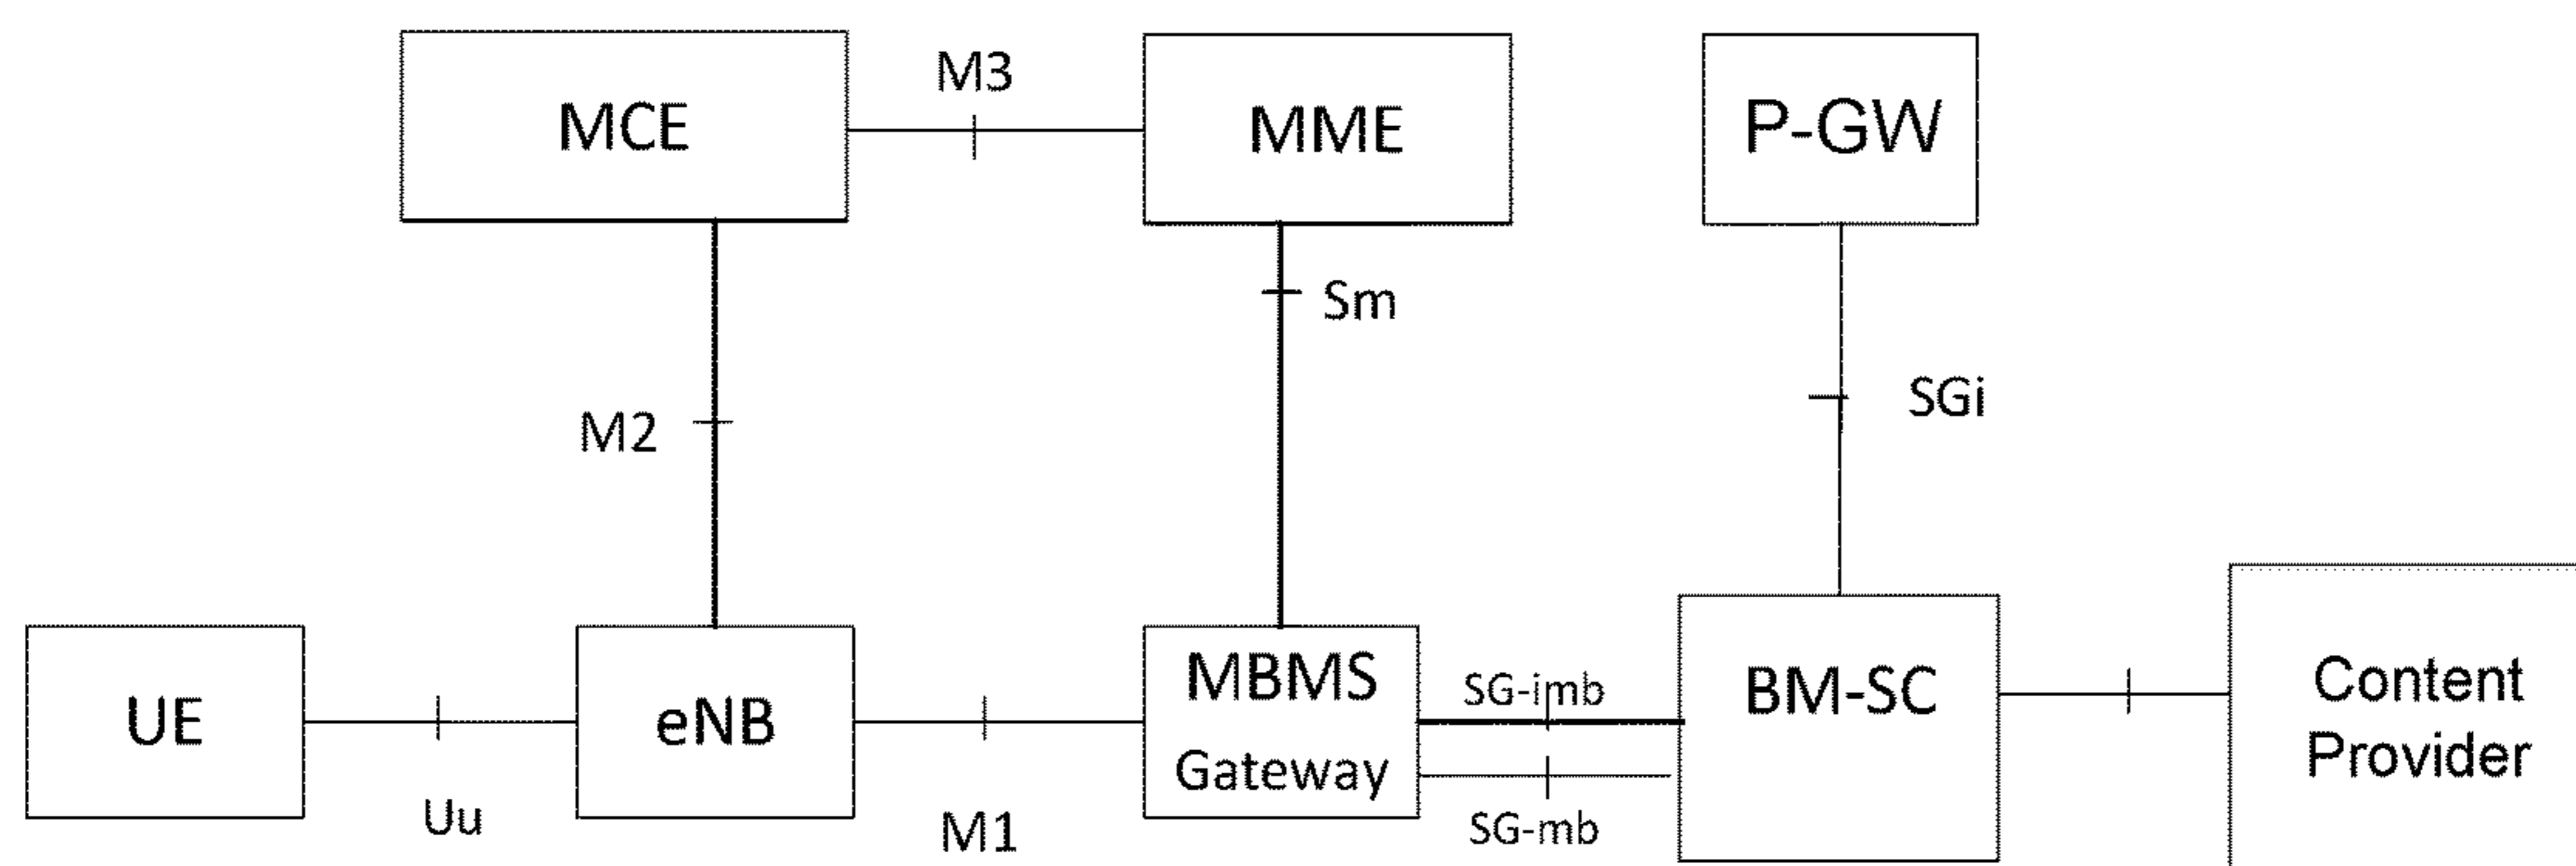 M3
MCE
MME
P-GW
Sm
SGi
M2
MBMS
Gateway
SG-imb
SG-mb
BM-SC
Content
Provider
UE
eNB
Uu
M1